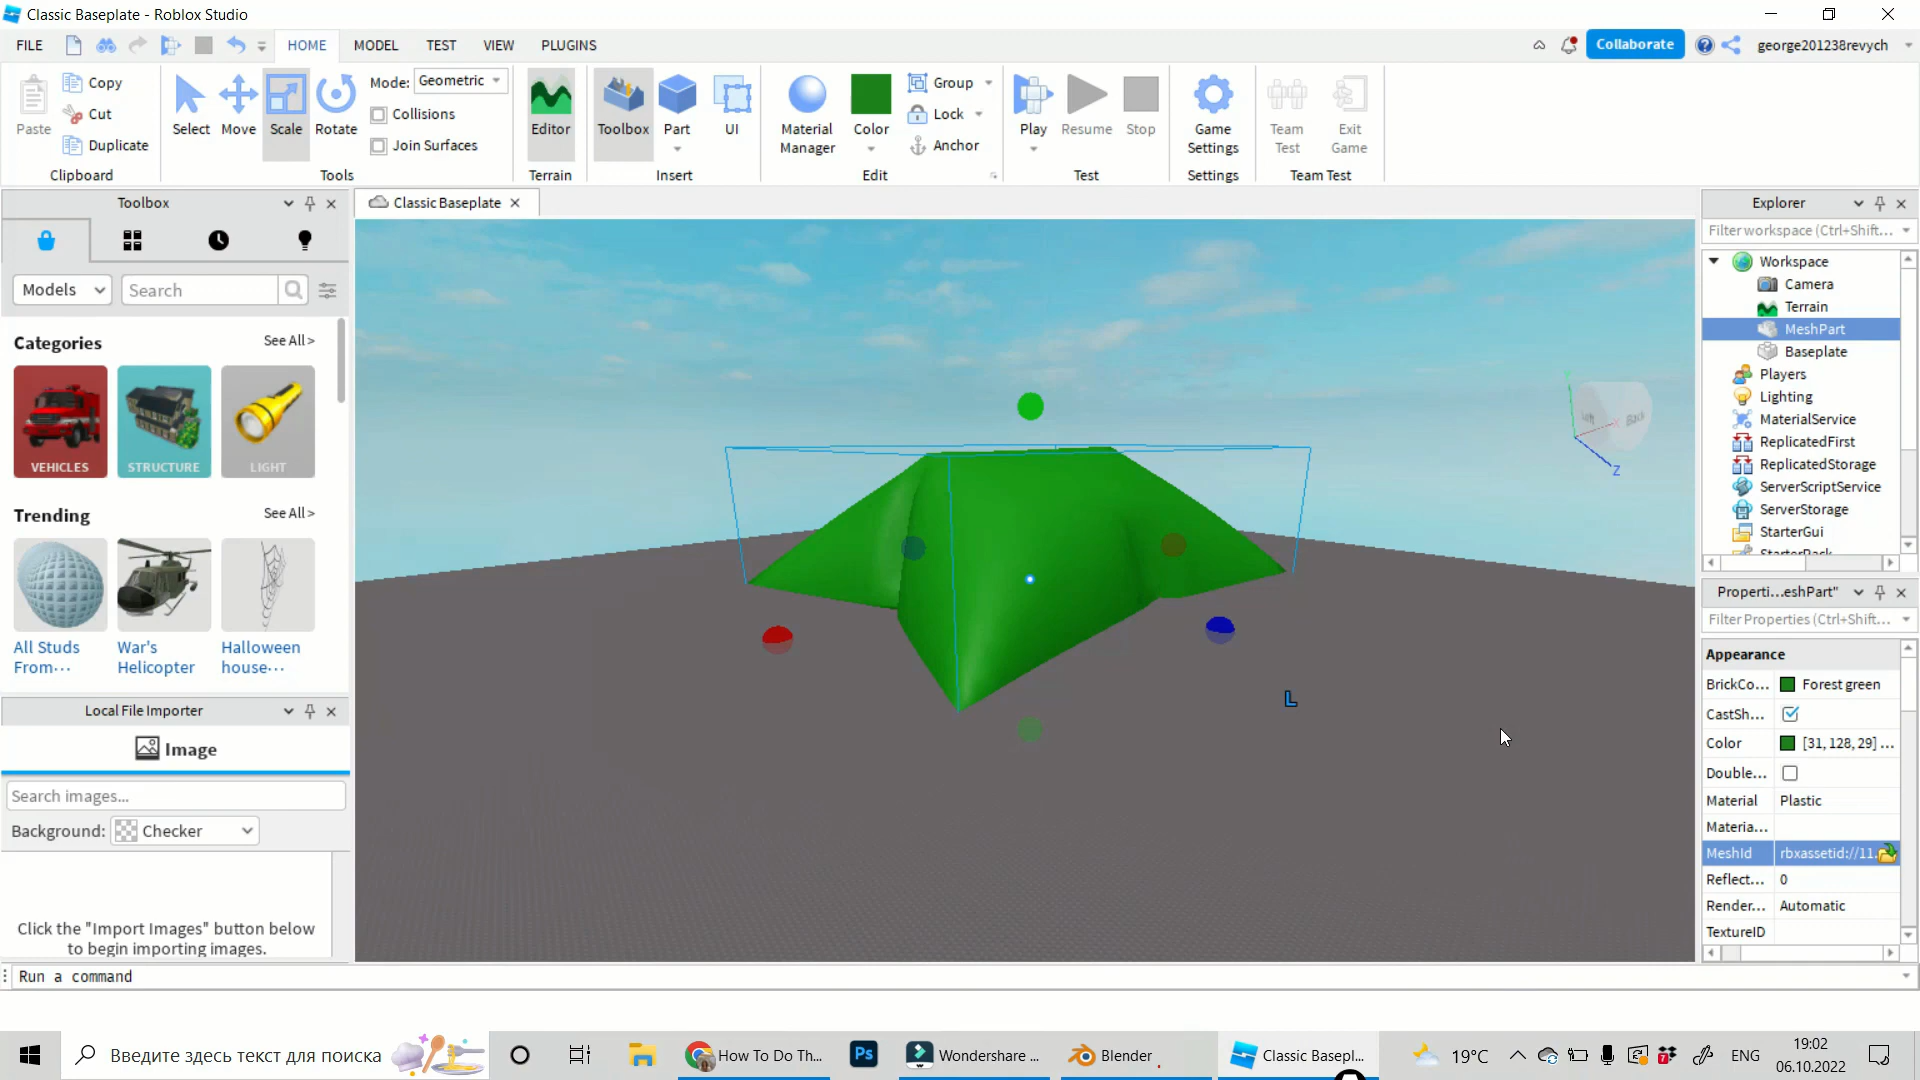 Classic Baseplate - Roblox Studio
FILE HOME MODEL TEST VIEW PLUGINS Collaborate george201238revych
Paste Copy Cut Duplicate Clipboard
Select Move Scale Rotate Mode: Geometric
Collisions
Join Surfaces
Tools
Editor
Terrain
Toolbox Part UI
Insert
Material Manager Color Group Lock Anchor
Edit
Play Resume Stop
Test
Game Settings
Settings
Team Test Exit Game
Team Test
Toolbox
Models Search
Categories See All >
VEHICLES STRUCTURE LIGHT
Trending See All >
All Studs From... War's Helicopter Halloween house...
Local File Importer
Image
Search images...
Background: Checker
Click the "Import Images" button below
to begin importing images.
Classic Baseplate
Y
Left Back
X
Z
L
Explorer
Filter workspace (Ctrl+Shift...
Workspace
Camera
Terrain
MeshPart
Baseplate
Players
Lighting
MaterialService
ReplicatedFirst
ReplicatedStorage
ServerScriptService
ServerStorage
StarterGui
StarterPack
Properti...eshPart"
Filter Properties (Ctrl+Shift...
Appearance
BrickCo... Forest green
CastSh...
Color [31, 128, 29] ...
Double...
Material Plastic
Materia...
MeshId rbxassetid://11.
Reflect... 0
Render... Automatic
TextureID
Run a command
Введите здесь текст для поиска How To Do Th... Ps Wondershare ... Blender Classic Basepl... 19°C 7 ENG 19:02
06.10.2022